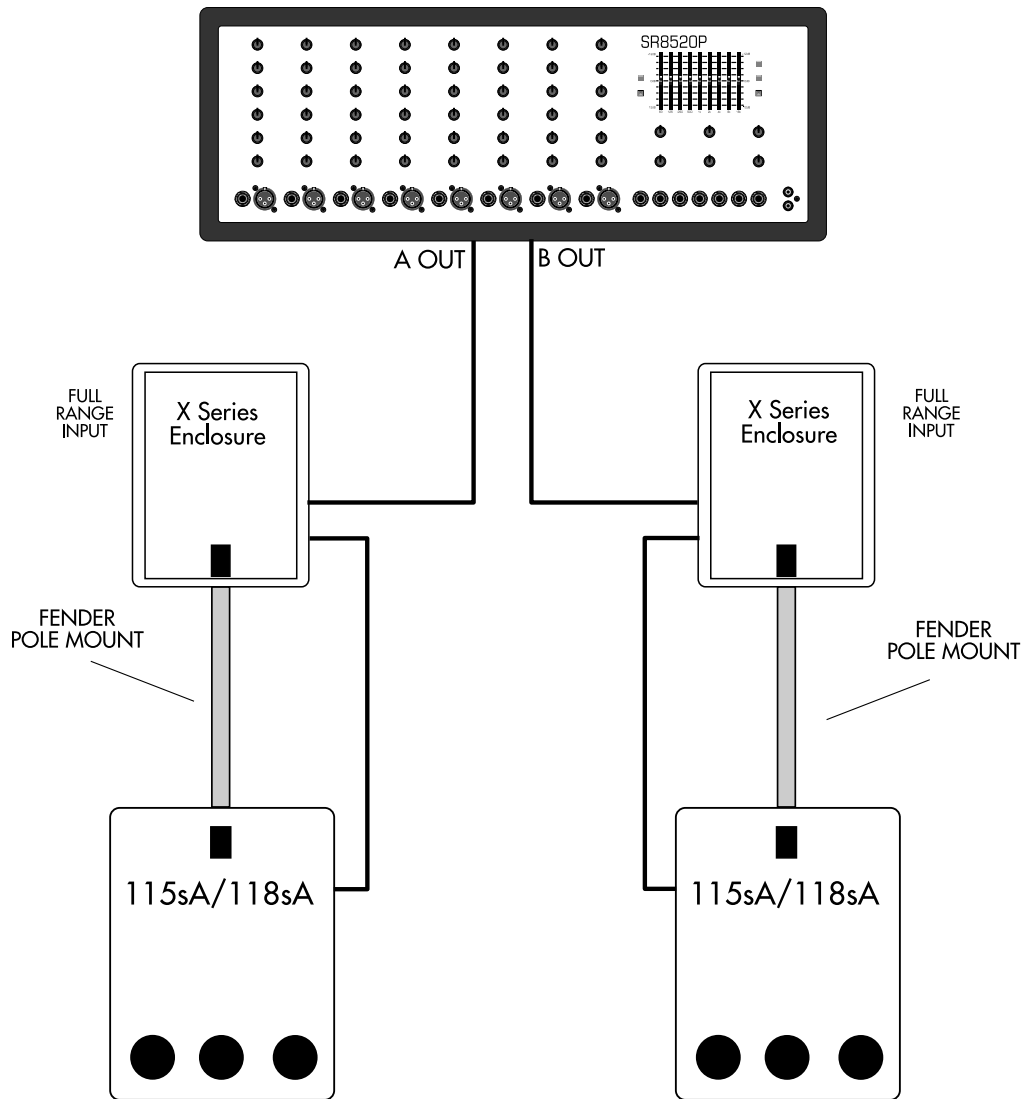 SR8520P
A OUT
B OUT
FULL
RANGE
INPUT
X Series
Enclosure
X Series
Enclosure
FULL
RANGE
INPUT
FENDER
POLE MOUNT
FENDER
POLE MOUNT
115sA/118sA
115sA/118sA